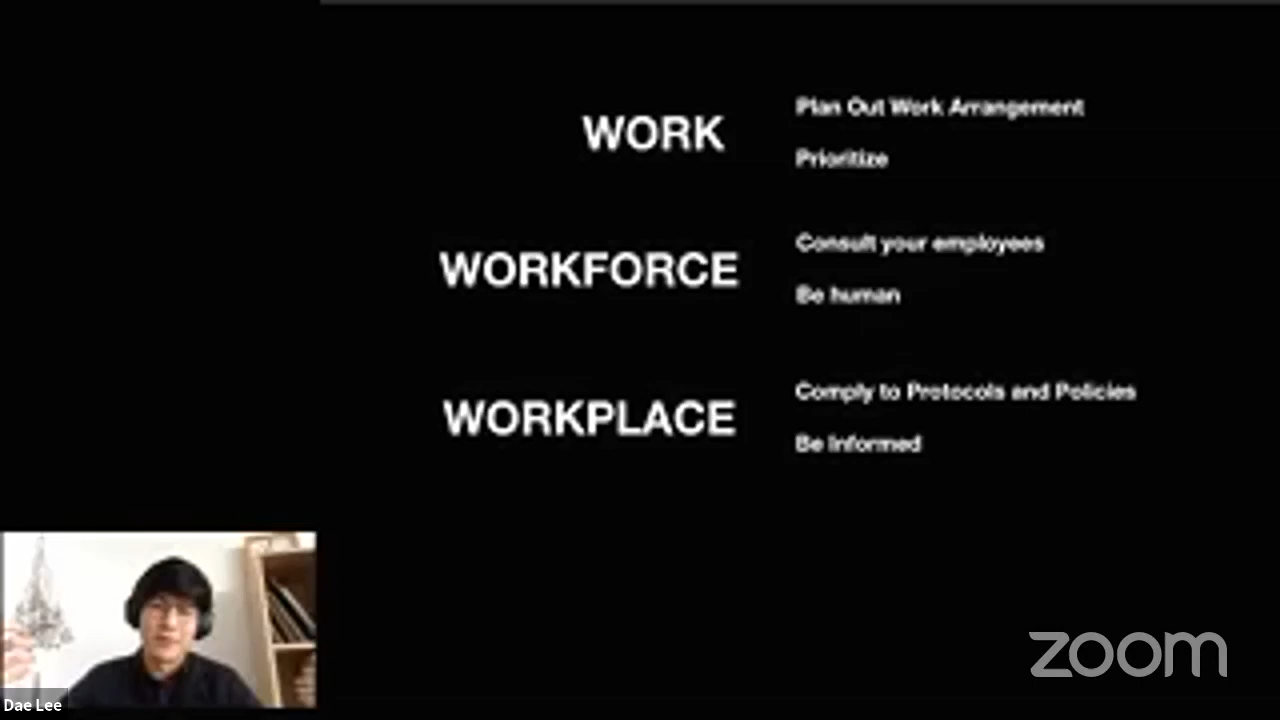 WORK
Plan Out Work Arrangement
Prioritize
WORKFORCE
Consult your employees
Be human
WORKPLACE
Comply to Protocols and Policies
Be Informed
Dae Lee
zoom